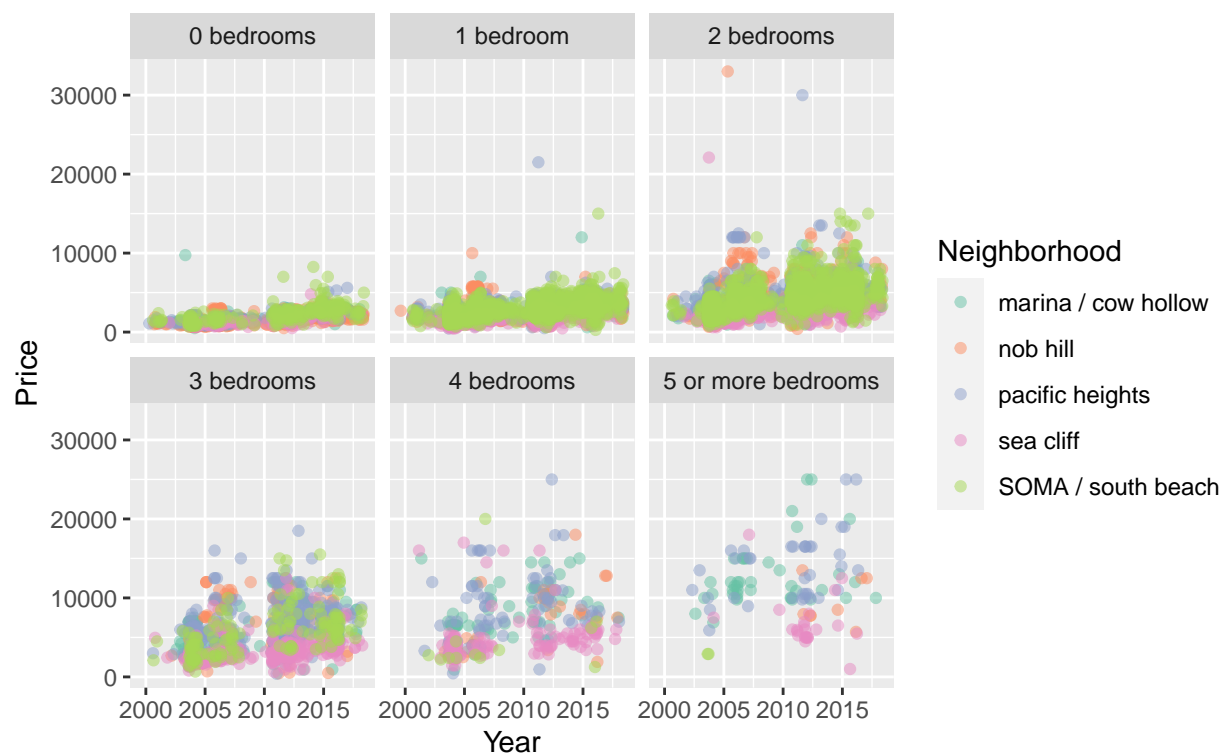 0 bedrooms 1 bedroom 2 bedrooms
30000
20000
10000
0
3 bedrooms 4 bedrooms 5 or more bedrooms
30000
20000
10000
0
2000 2005 2010 2015 2000 2005 2010 2015 2000 2005 2010 2015
Year
Price
Neighborhood
marina / cow hollow
nob hill
pacific heights
sea cliff
SOMA / south beach